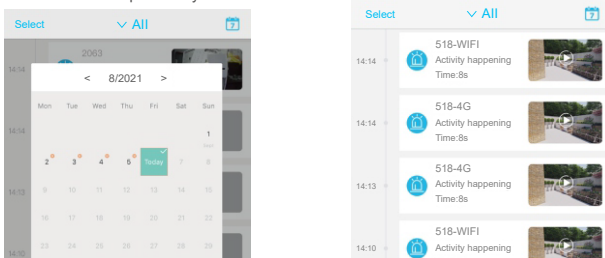 Select
All
7
2063
14:14
< 8/2021 >
Mon Tue Wed Thu Fri Sat Sun
1
2 3 4 5 Today 7 8
14:14
9 10 11 12 13 14 15
14:13
16 17 18 19 20 21 22
23 24 25 26 27 28 29
14:10
Select
All
7
518-WIFI
14:14
Activity happening
Time:8s
518-4G
14:14
Activity happening
Time:8s
518-4G
14:13
Activity happening
Time:8s
518-WIFI
14:10
Activity happening